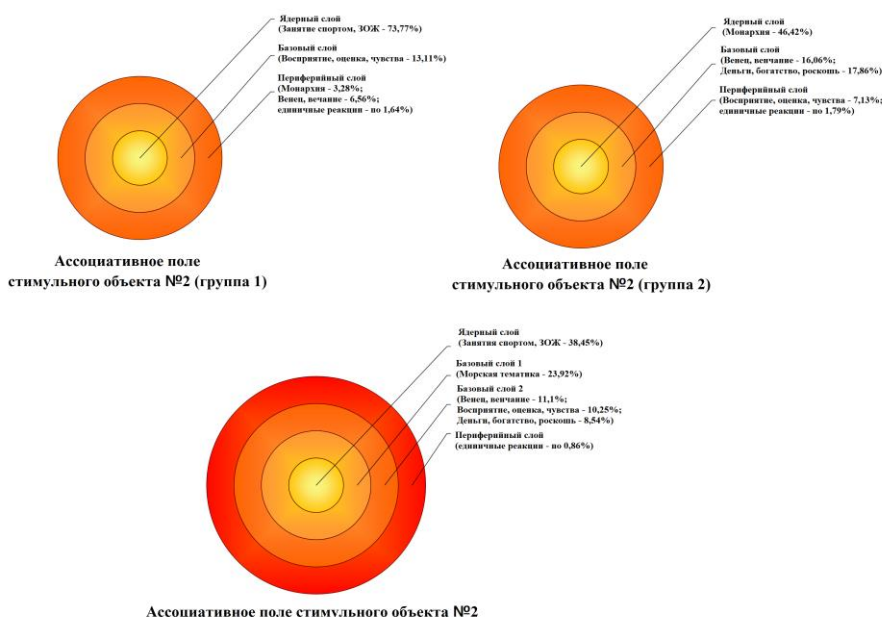 Ядерный слой
(Занятие спортом, ЗОЖ - 73,77%)
Базовый слой
(Восприятие, оценка, чувства - 13,11%)
Периферийный слой
(Монархия - 3,28%;
Венец, вечание - 6,56%;
единичные реакции - по 1,64%)
Ассоциативное поле
стимульного объекта №2 (группа 1)
Ядерный слой
(Монархия - 46,42%)
Базовый слой
(Венец, венчание - 16,06%;
Деньги, богатство, роскошь - 17,86%)
Периферийный слой
(Восприятие, оценка, чувства - 7,13%;
единичные реакции - по 1,79%)
Ассоциативное поле
стимульного объекта №2 (группа 2)
Ядерный слой
(Занятия спортом, ЗОЖ - 38,45%)
Базовый слой 1
(Морская тематика - 23,92%)
Базовый слой 2
(Венец, венчание - 11,1%;
Восприятие, оценка, чувства - 10,25%;
Деньги, богатство, роскошь - 8,54%)
Периферийный слой
(единичные реакции - по 0,86%)
Ассоциативное поле стимульного объекта №2